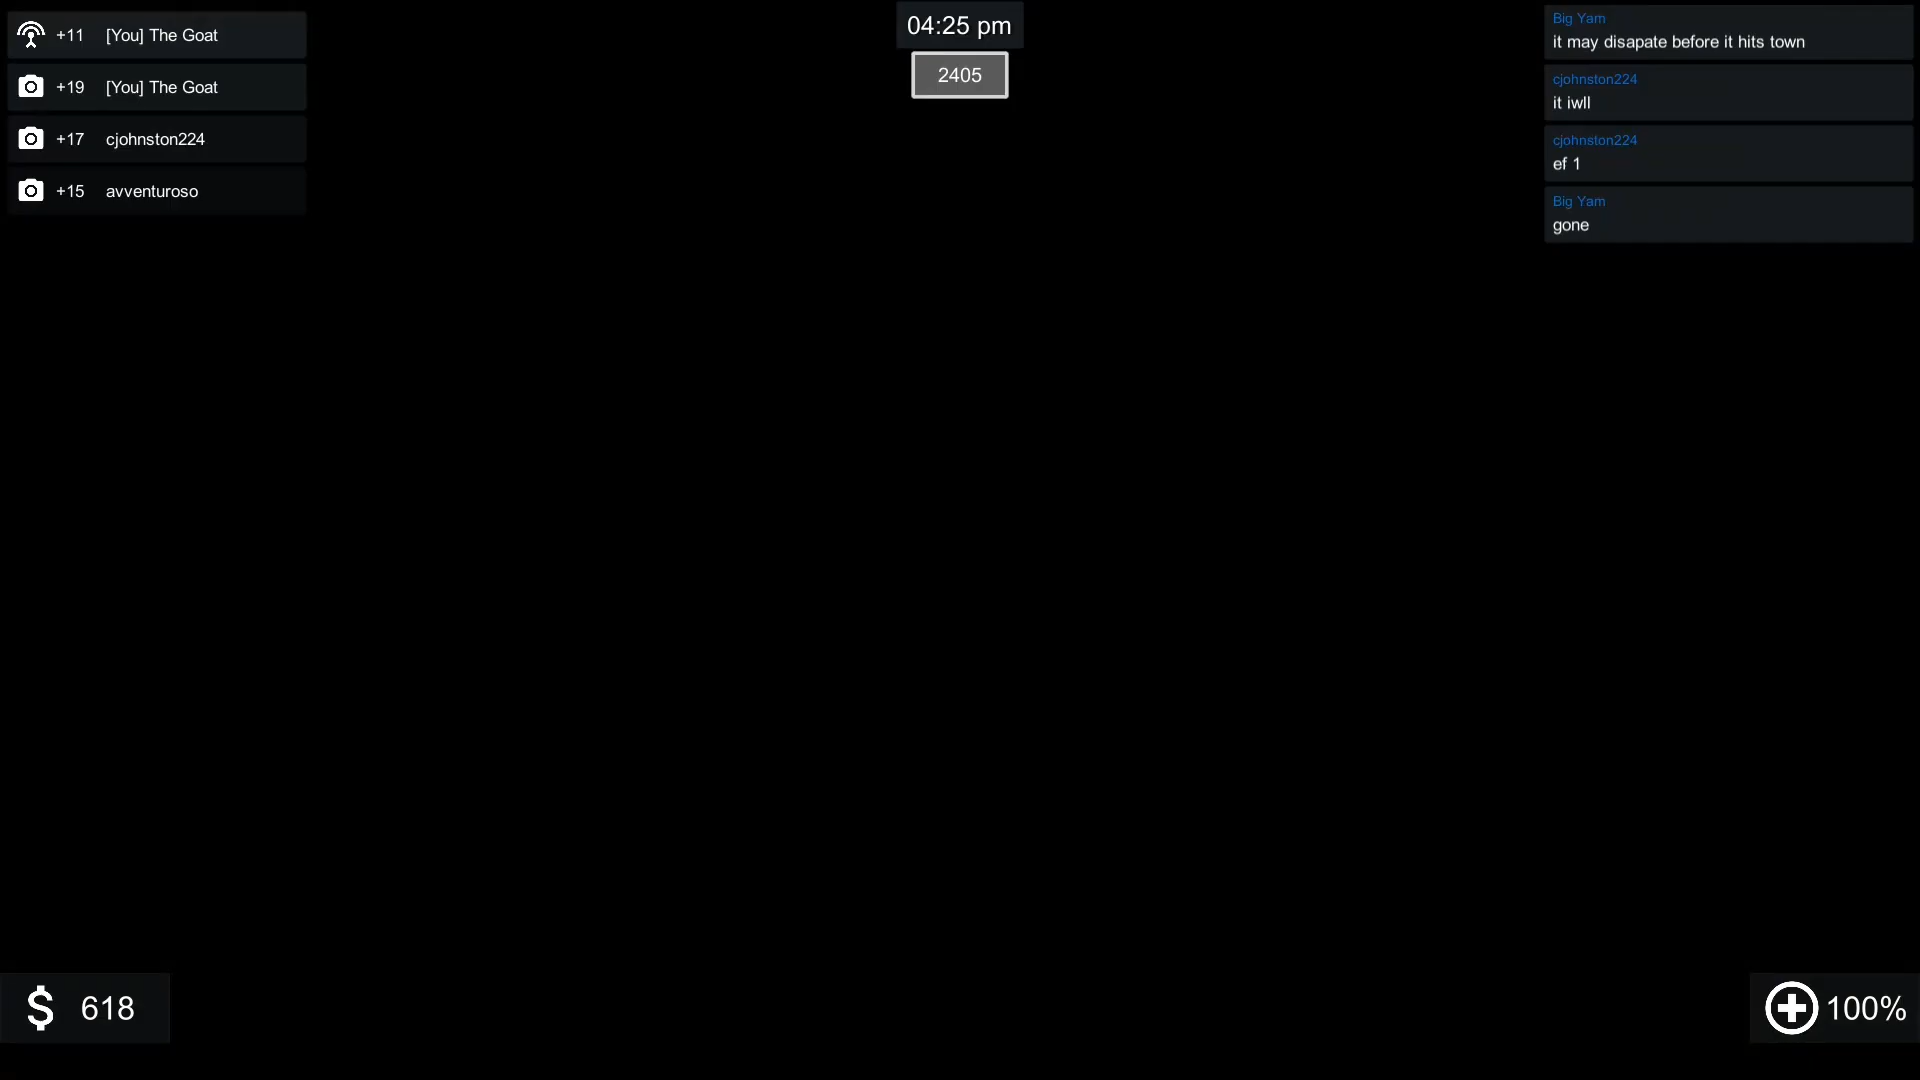 +11 [You] The Goat
+19 [You] The Goat
+17 cjohnston224
+15 avventuroso
04:25 pm
2405
Big Yam
it may disapate before it hits town
cjohnston224
it iwll
cjohnston224
ef 1
Big Yam
gone
$ 618
100%